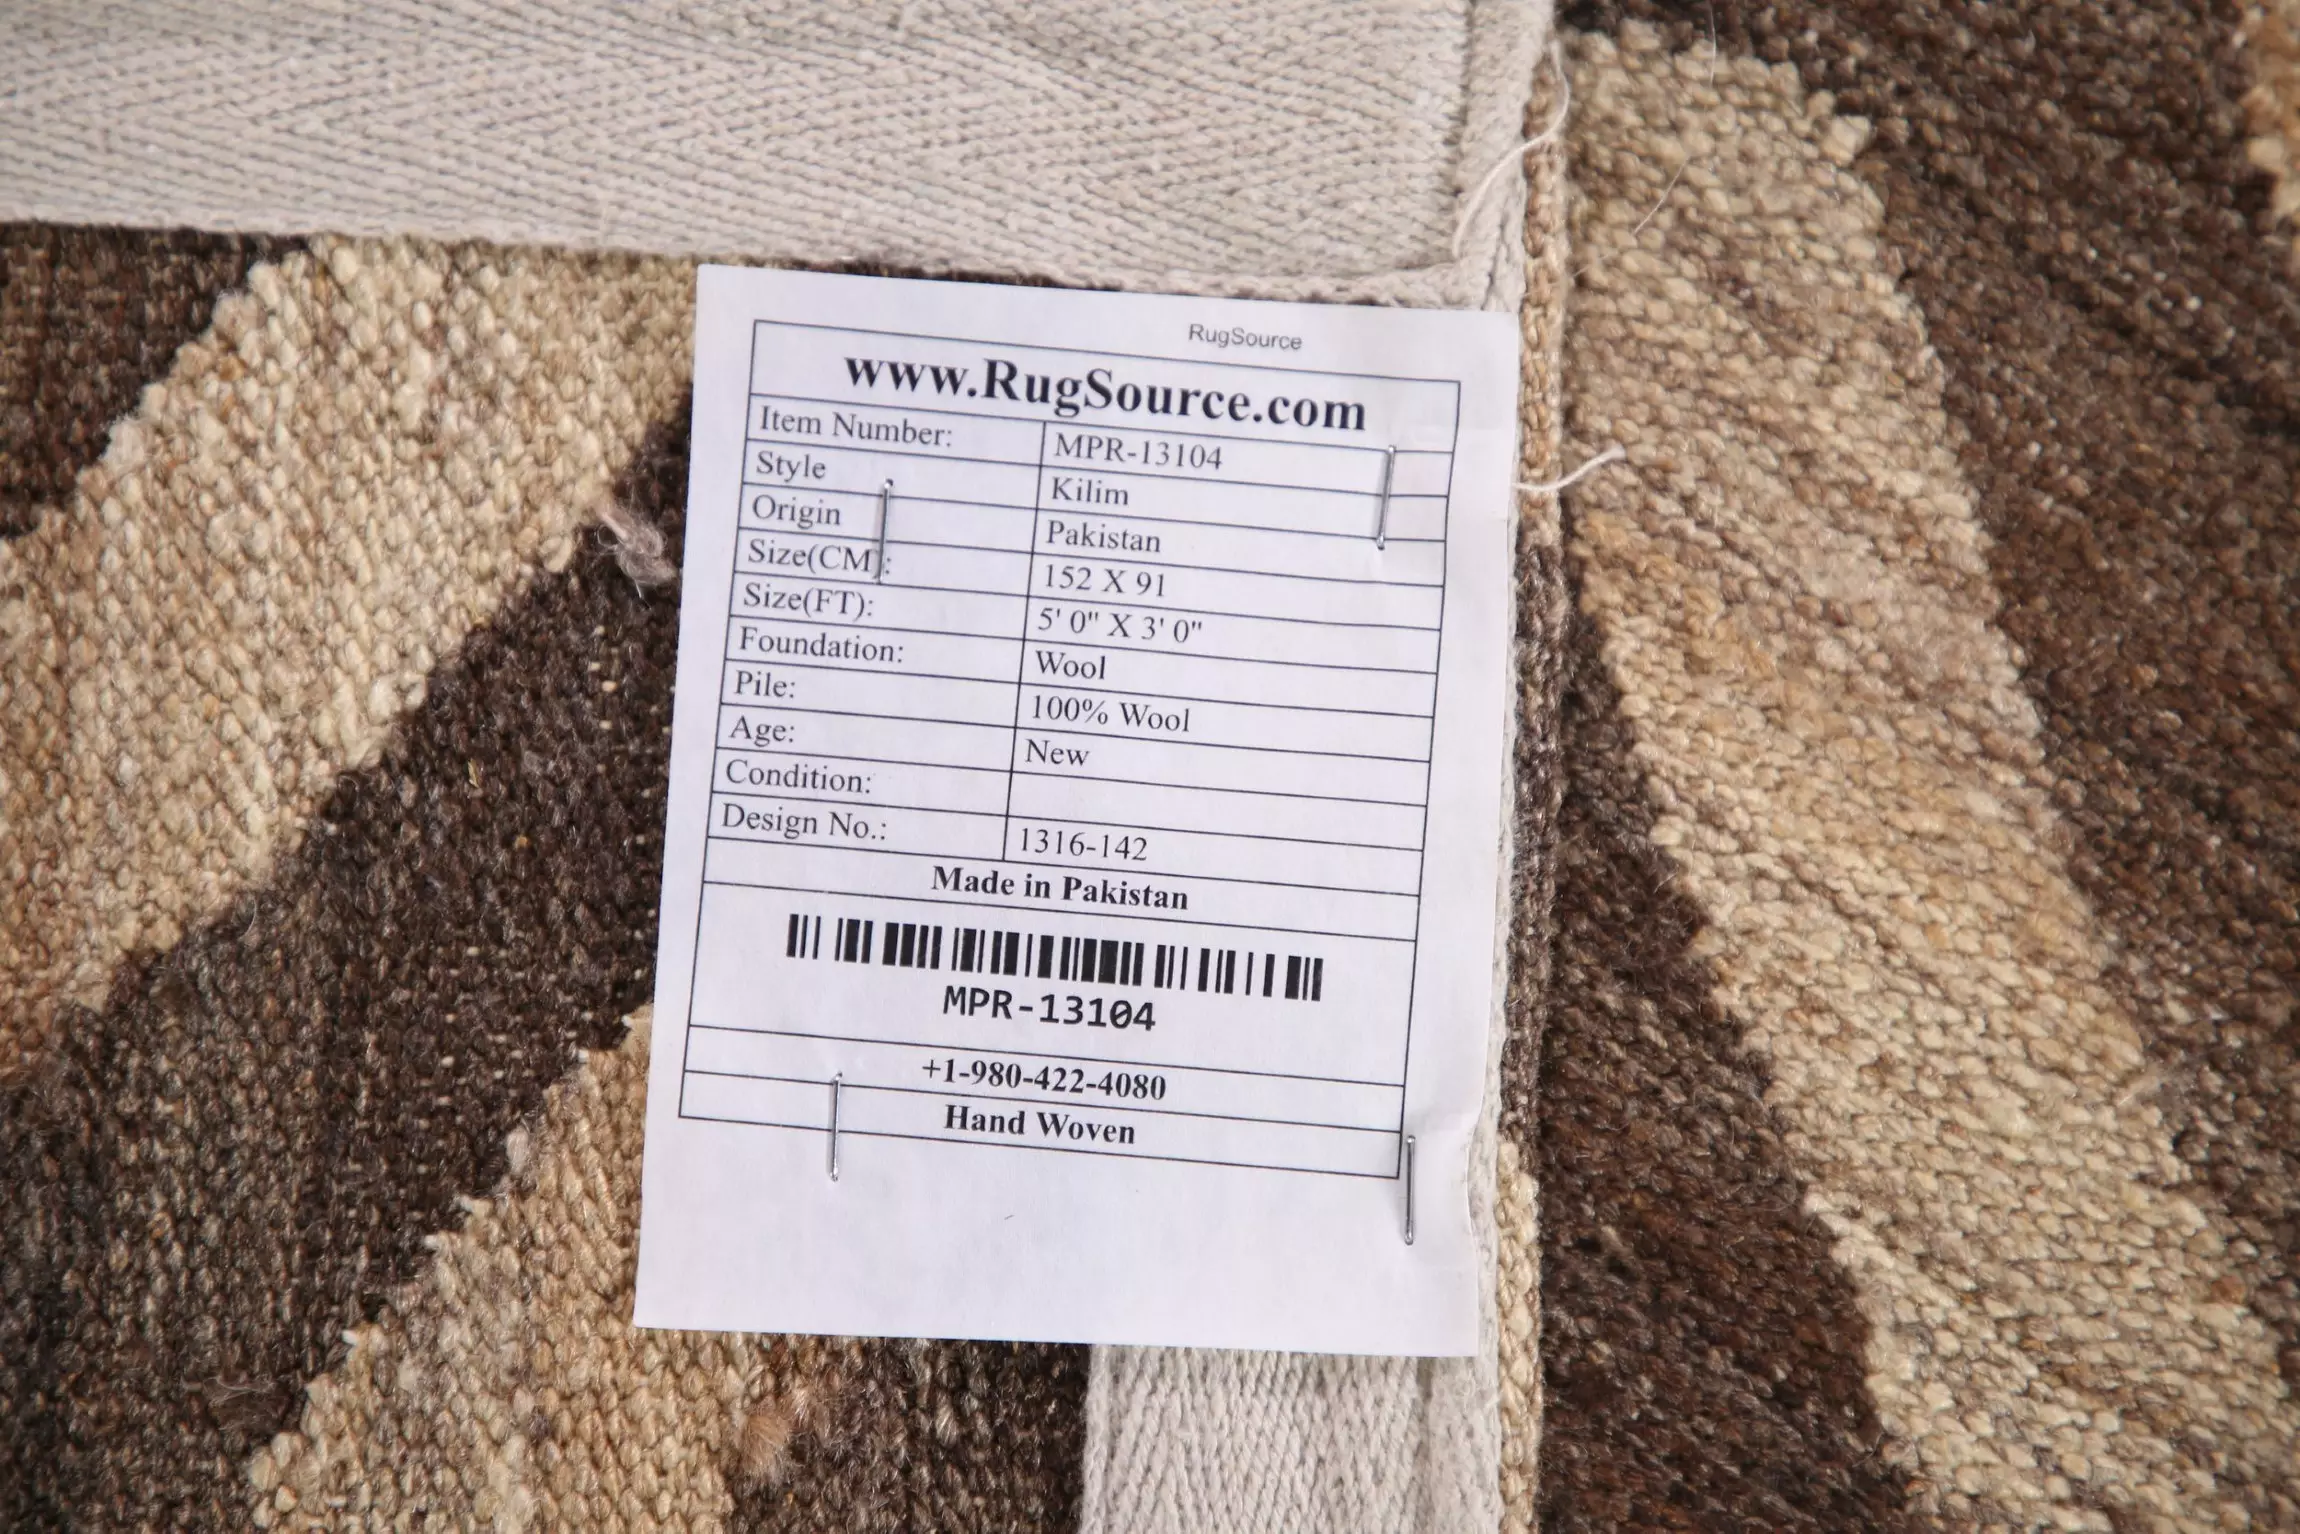 RugSource
www.RugSource.com
Item Number: MPR-13104
Style Kilim
Origin Pakistan
Size(CM): 152 X 91
Size(FT): 5' 0" X 3' 0"
Foundation: Wool
Pile: 100% Wool
Age: New
Condition:
Design No.: 1316-142
Made in Pakistan
MPR-13104
+1-980-422-4080
Hand Woven